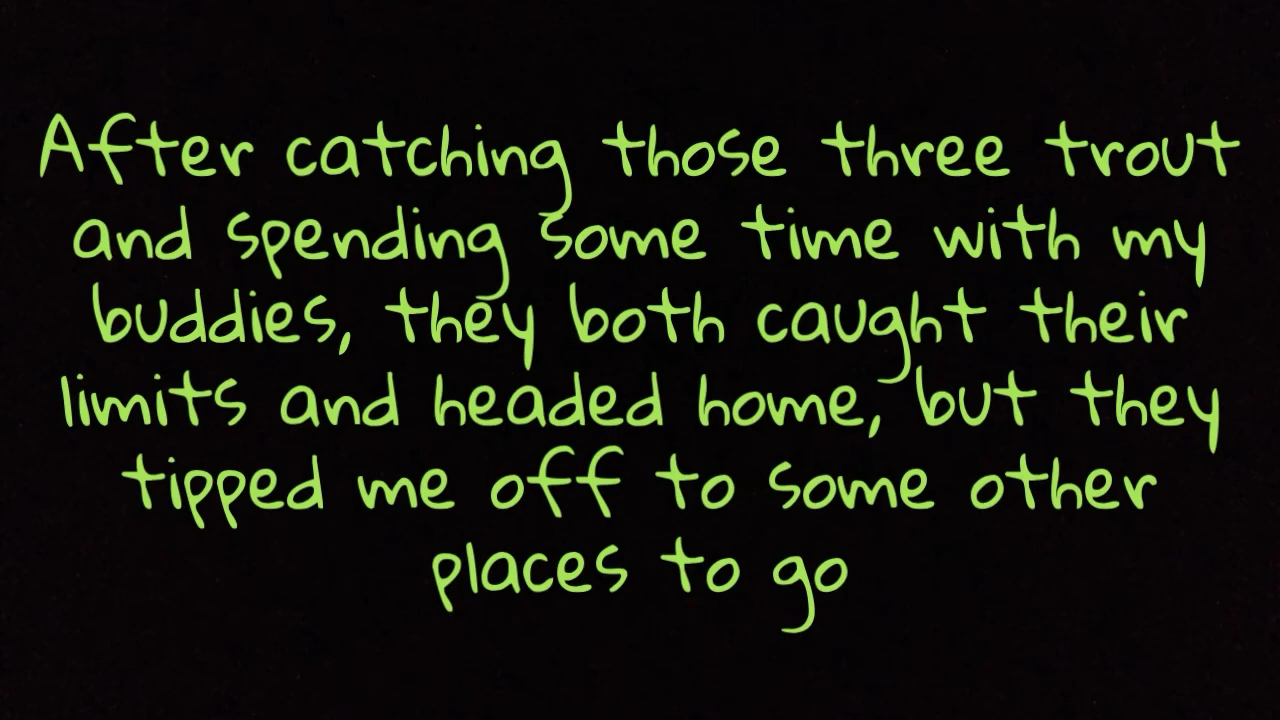 After catching those three trout
and spending some time with my
buddies, they both caught their
limits and headed home, but they
tipped me off to some other
places to go